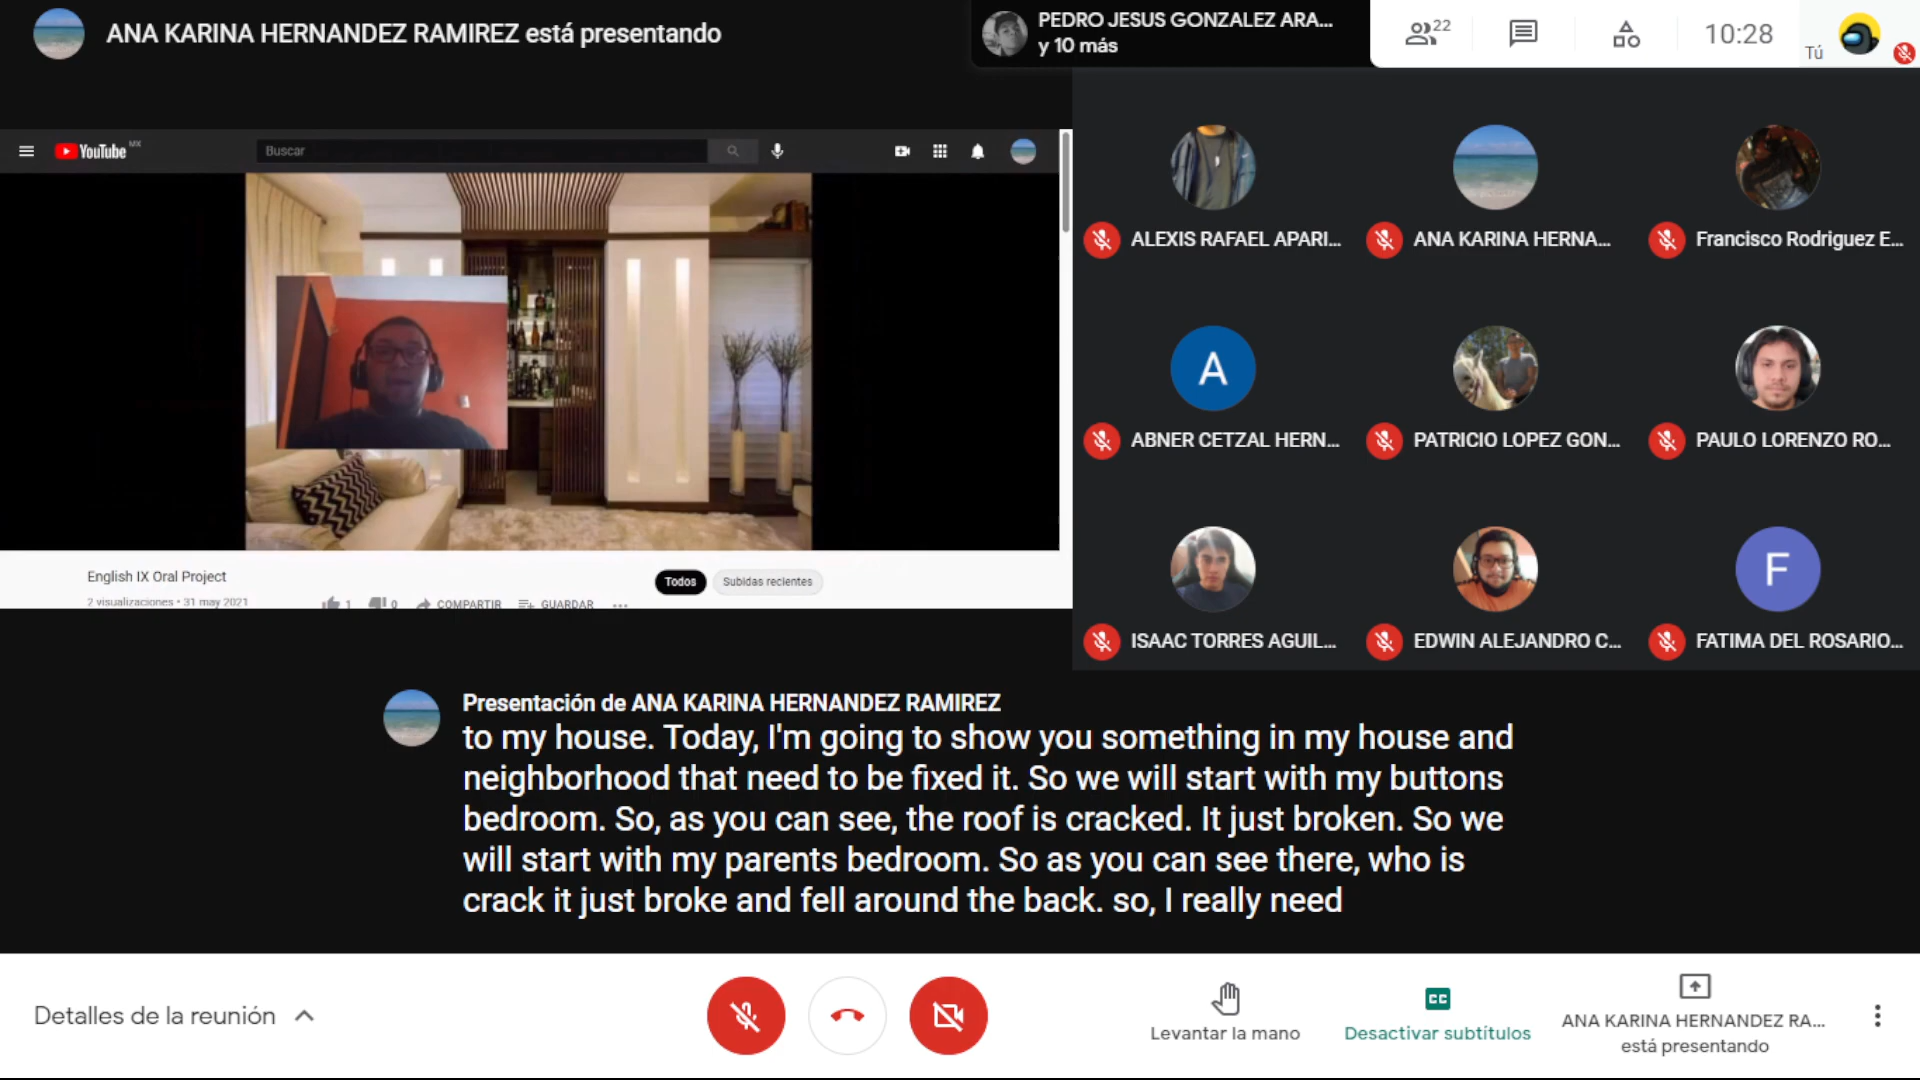 ANA KARINA HERNANDEZ RAMIREZ está presentando
PEDRO JESUS GONZALEZ ARA...
y 10 más
22
10:28
Tú
YouTube MX
Buscar
English IX Oral Project
2 visualizaciones • 31 may 2021
1
0
COMPARTIR
GUARDAR
Todos
Subidas recientes
ALEXIS RAFAEL APARI...
ANA KARINA HERNA...
Francisco Rodriguez E...
A
ABNER CETZAL HERN...
PATRICIO LOPEZ GON...
PAULO LORENZO RO...
F
ISAAC TORRES AGUIL...
EDWIN ALEJANDRO C...
FATIMA DEL ROSARIO...
Presentación de ANA KARINA HERNANDEZ RAMIREZ
to my house. Today, I'm going to show you something in my house and
neighborhood that need to be fixed it. So we will start with my buttons
bedroom. So, as you can see, the roof is cracked. It just broken. So we
will start with my parents bedroom. So as you can see there, who is
crack it just broke and fell around the back. so, I really need
Detalles de la reunión
Levantar la mano
CC
Desactivar subtítulos
ANA KARINA HERNANDEZ RA...
está presentando